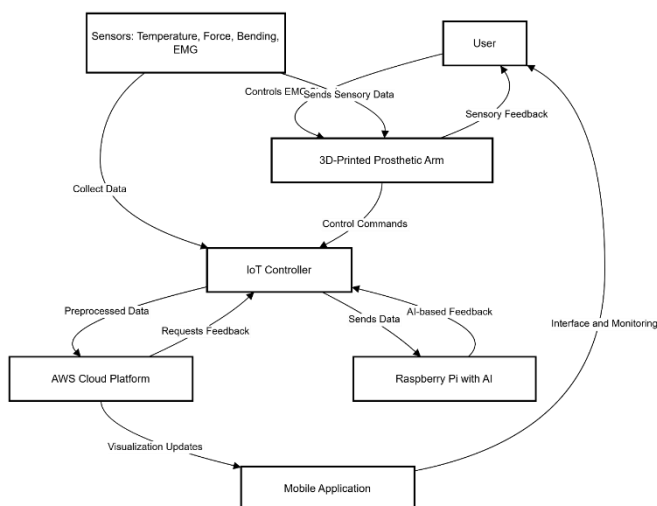 Sensors: Temperature, Force, Bending,
EMG
User
Controls EMG
Sends Sensory Data
Sensory Feedback
3D-Printed Prosthetic Arm
Collect Data
Control Commands
IoT Controller
Preprocessed Data
Requests Feedback
Sends Data
AI-based Feedback
Interface and Monitoring
AWS Cloud Platform
Raspberry Pi with AI
Visualization Updates
Mobile Application